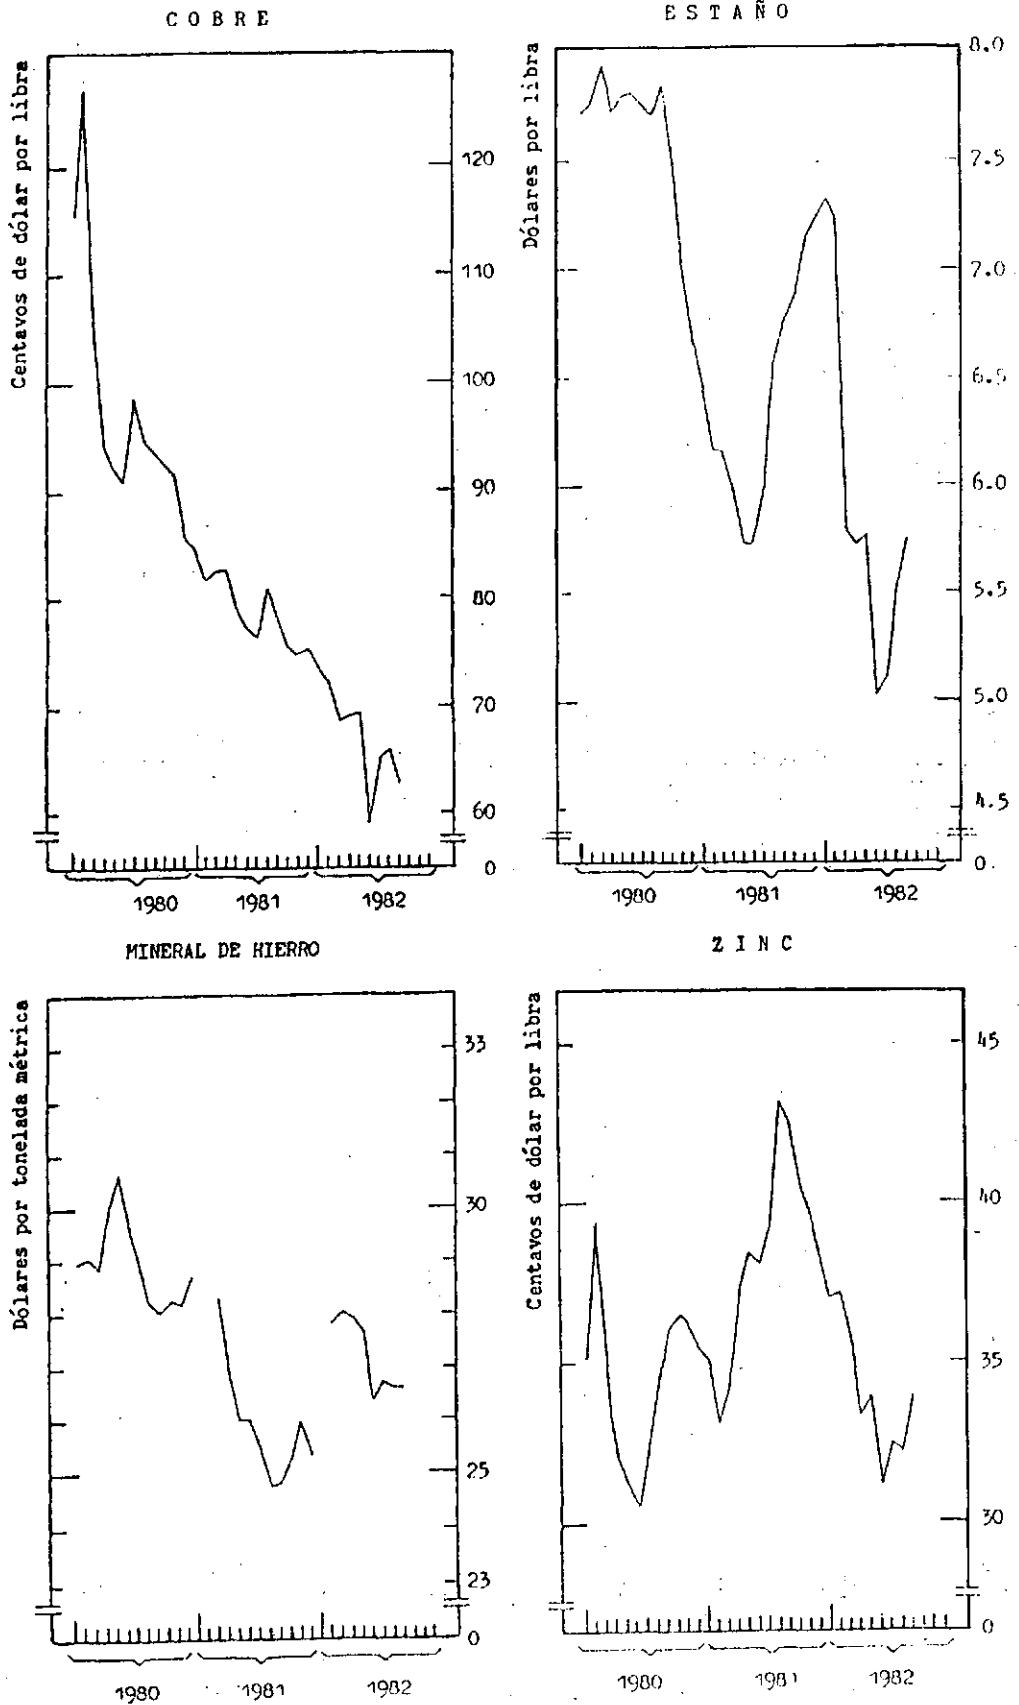 COBRE
Centavos de dólar por libra
120
110
100
90
80
70
60
0
1980 1981 1982
ESTAÑO
Dólares por libra
8.0
7.5
7.0
6.5
6.0
5.5
5.0
4.5
0.
1980 1981 1982
MINERAL DE HIERRO
Dólares por tonelada métrica
33
30
25
23
0
1980 1981 1982
ZINC
Centavos de dólar por libra
45
40
35
30
0
1980 1981 1982